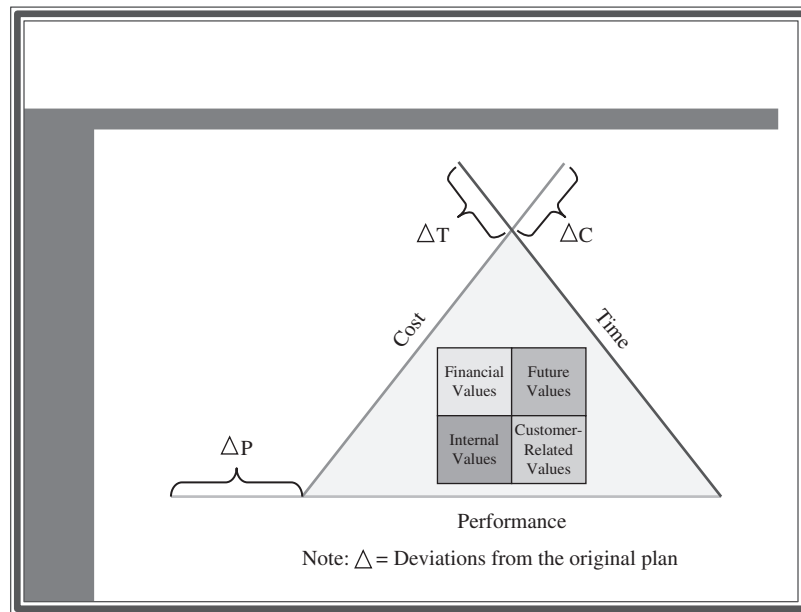 △T
△C
Cost
Time
Financial
Values
Future
Values
Internal
Values
Customer-
Related
Values
△P
Performance
Note: △ = Deviations from the original plan